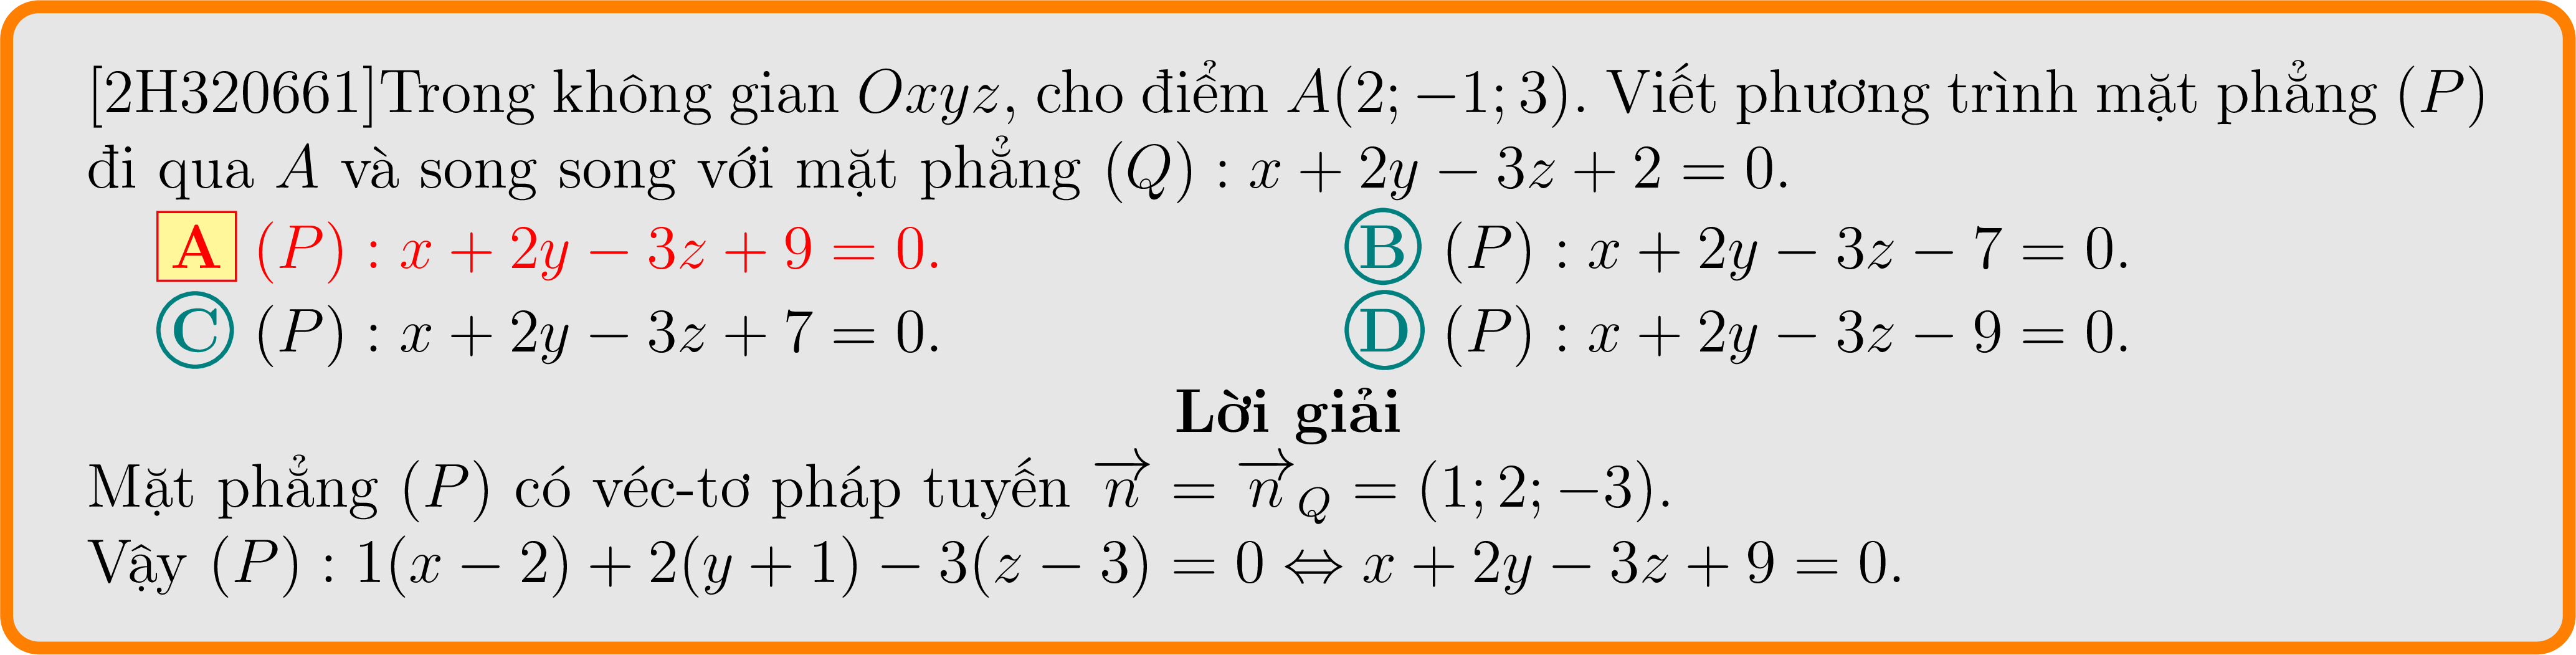 [2H320661]Trong không gian Oxyz, cho điểm A(2; −1; 3). Viết phương trình mặt phẳng (P)
đi qua A và song song với mặt phẳng (Q) : x + 2y − 3z + 2 = 0.
A (P) : x + 2y − 3z + 9 = 0. B (P) : x + 2y − 3z − 7 = 0.
C (P) : x + 2y − 3z + 7 = 0. D (P) : x + 2y − 3z − 9 = 0.
Lời giải
Mặt phẳng (P) có véc-tơ pháp tuyến n⃗ = n⃗_Q = (1; 2; −3).
Vậy (P) : 1(x − 2) + 2(y + 1) − 3(z − 3) = 0 ⇔ x + 2y − 3z + 9 = 0.